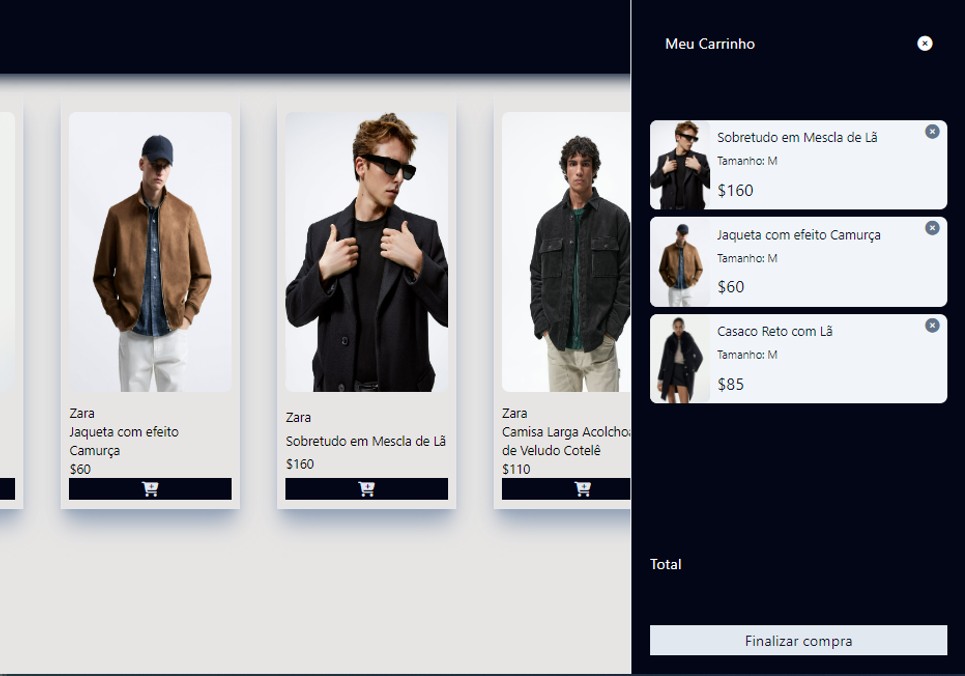 Zara
Jaqueta com efeito
Camurça
$60
Zara
Sobretudo em Mescla de Lã
$160
Zara
Camisa Larga Acolcho
de Veludo Cotelê
$110
Meu Carrinho
Sobretudo em Mescla de Lã
Tamanho: M
$160
Jaqueta com efeito Camurça
Tamanho: M
$60
Casaco Reto com Lã
Tamanho: M
$85
Total
Finalizar compra